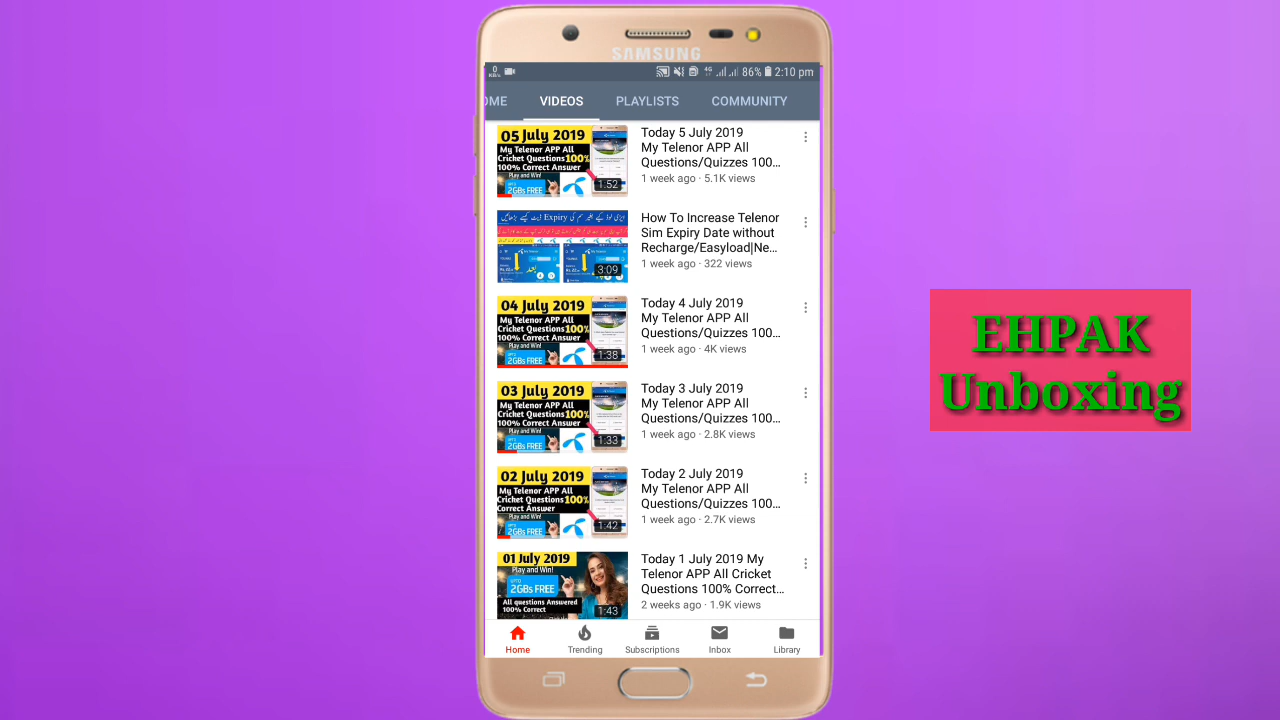 SAMSUNG
0
KB/s
4G
86%
2:10 pm
OME
VIDEOS
PLAYLISTS
COMMUNITY
05 July 2019
My Telenor APP All
Cricket Questions 100%
100% Correct Answer
Play and Win!
UPTO
2GBs FREE
1:52
Today 5 July 2019
My Telenor APP All
Questions/Quizzes 100…
1 week ago · 5.1K views
3:09
How To Increase Telenor
Sim Expiry Date without
Recharge/Easyload|Ne…
1 week ago · 322 views
04 July 2019
My Telenor APP All
Cricket Questions 100%
100% Correct Answer
Play and Win!
UPTO
2GBs FREE
1:38
Today 4 July 2019
My Telenor APP All
Questions/Quizzes 100…
1 week ago · 4K views
03 July 2019
My Telenor APP All
Cricket Questions 100%
100% Correct Answer
Play and Win!
UPTO
2GBs FREE
1:33
Today 3 July 2019
My Telenor APP All
Questions/Quizzes 100…
1 week ago · 2.8K views
02 July 2019
My Telenor APP All
Cricket Questions 100%
Correct Answer
Play and Win!
UPTO
2GBs FREE
1:42
Today 2 July 2019
My Telenor APP All
Questions/Quizzes 100…
1 week ago · 2.7K views
01 July 2019
Play and Win!
UPTO
2GBs FREE
All questions Answered
100% Correct
1:43
Today 1 July 2019 My
Telenor APP All Cricket
Questions 100% Correct…
2 weeks ago · 1.9K views
Home
Trending
Subscriptions
Inbox
Library
EHPAK
Unboxing